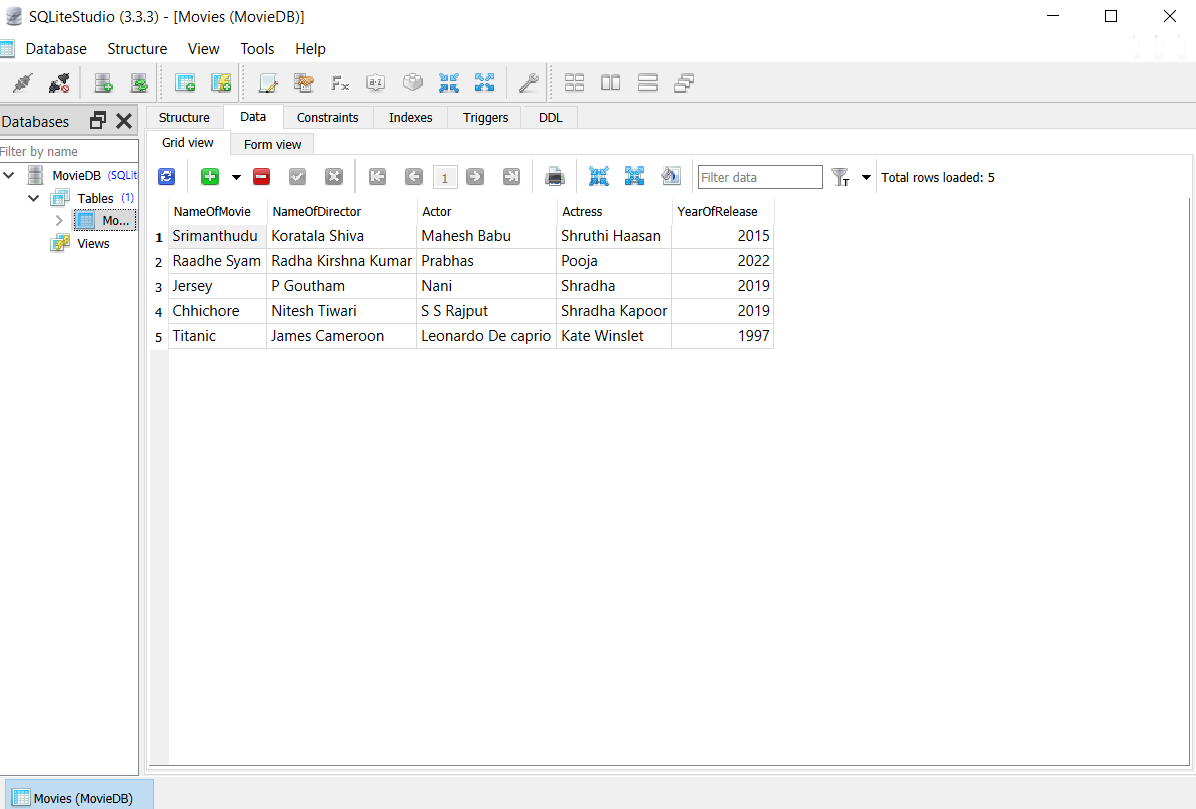 SQLiteStudio (3.3.3) - [Movies (MovieDB)]
Database Structure View Tools Help
Databases
Structure Data Constraints Indexes Triggers DDL
Filter by name
Grid view Form view
MovieDB (SQLit
Tables (1)
Mo...
Views
1 Filter data Total rows loaded: 5
NameOfMovie NameOfDirector Actor Actress YearOfRelease
1 Srimanthudu Koratala Shiva Mahesh Babu Shruthi Haasan 2015
2 Raadhe Syam Radha Kirshna Kumar Prabhas Pooja 2022
3 Jersey P Goutham Nani Shradha 2019
4 Chhichore Nitesh Tiwari S S Rajput Shradha Kapoor 2019
5 Titanic James Cameroon Leonardo De caprio Kate Winslet 1997
Movies (MovieDB)